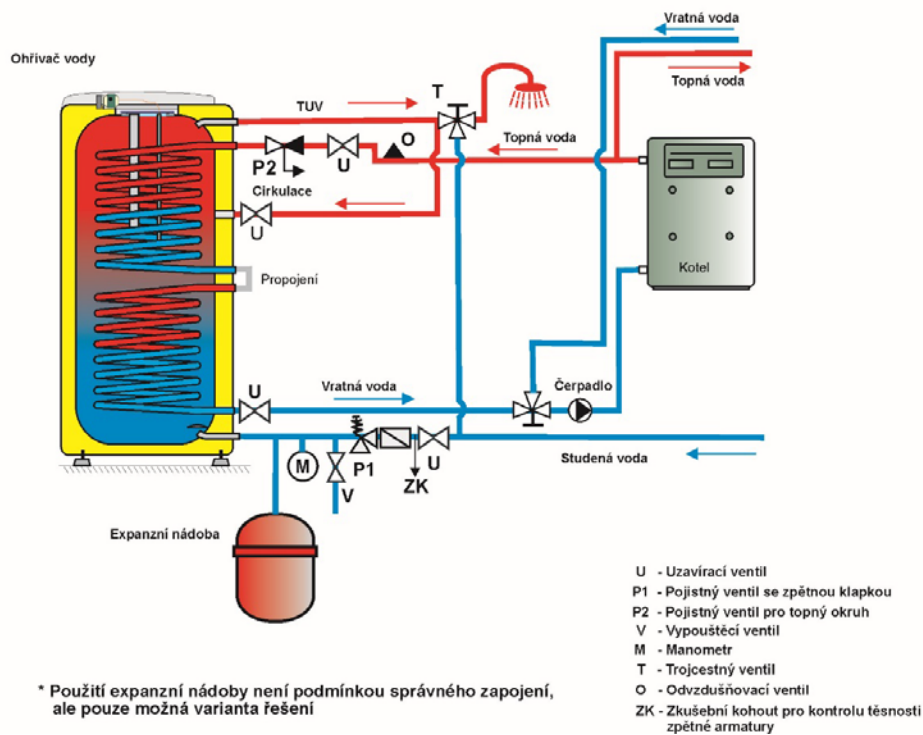 Vratná voda
Ohřivač vody
Topná voda
T
TUV
O
Topná voda
P2
U
Cirkulace
U
Kotel
Propojení
U
Vratná voda
Čerpadlo
M
P1
U
Studená voda
V
ZK
Expanzní nádoba
U - Uzavírací ventil
P1 - Pojistný ventil se zpětnou klapkou
P2 - Pojistný ventil pro topný okruh
V - Vypouštěcí ventil
M - Manometr
T - Trojcestný ventil
O - Odvzdušňovací ventil
ZK - Zkušební kohout pro kontrolu těsnosti
zpětné armatury
* Použití expanzní nádoby není podmínkou správného zapojení,
ale pouze možná varianta řešení